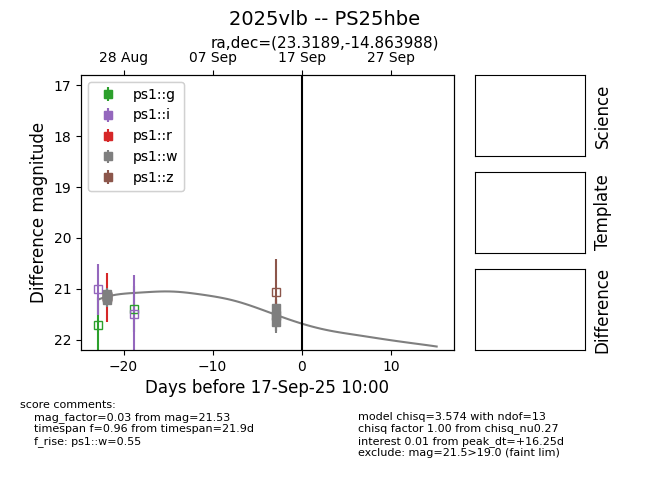 2025vlb -- PS25hbe
ra,dec=(23.3189,-14.863988)
28 Aug 07 Sep 17 Sep 27 Sep
ps1::g
ps1::i
ps1::r
ps1::w
ps1::z
17
18
19
20
21
22
Difference magnitude
−20 −10 0 10
Days before 17-Sep-25 10:00
Science
Template
Difference
score comments:
mag_factor=0.03 from mag=21.53
timespan f=0.96 from timespan=21.9d
f_rise: ps1::w=0.55
model chisq=3.574 with ndof=13
chisq factor 1.00 from chisq_nu0.27
interest 0.01 from peak_dt=+16.25d
exclude: mag=21.5>19.0 (faint lim)